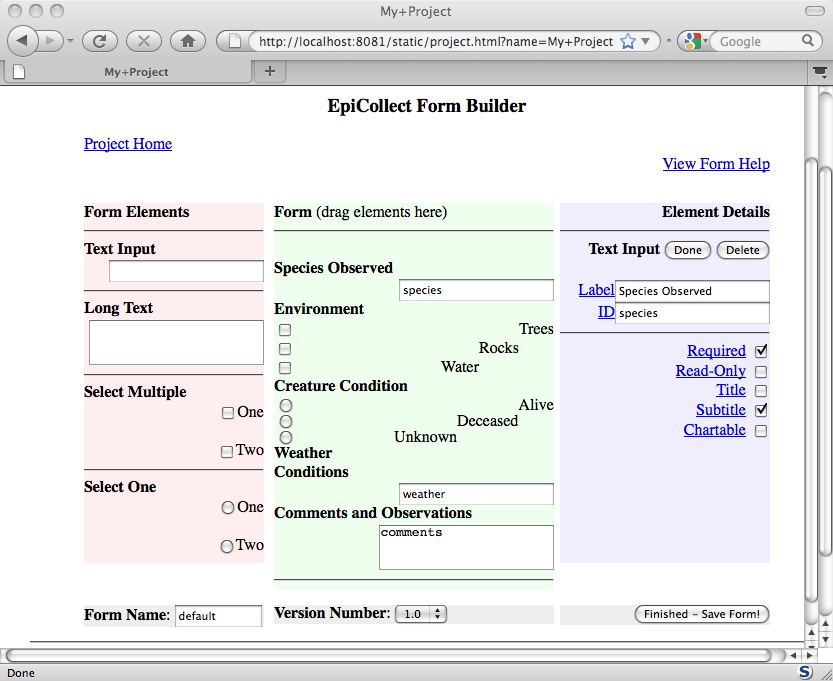 My+Project
http://localhost:8081/static/project.html?name=My+Project
Google
My+Project
EpiCollect Form Builder
Project Home
View Form Help
Form Elements
Text Input
Long Text
Select Multiple
One
Two
Select One
One
Two
Form (drag elements here)
Species Observed
species
Environment
Trees
Rocks
Water
Creature Condition
Alive
Deceased
Unknown
Weather
Conditions
weather
Comments and Observations
comments
Element Details
Text Input Done Delete
Label Species Observed
ID species
Required
Read-Only
Title
Subtitle
Chartable
Form Name: default
Version Number: 1.0
Finished - Save Form!
Done
S